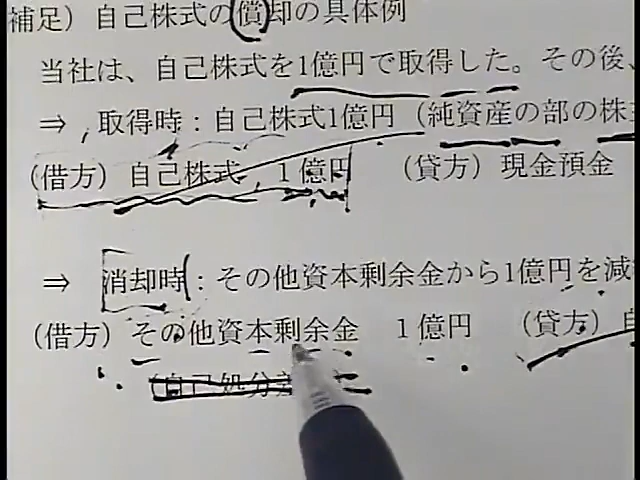 補足）自己株式の償却の具体例
当社は、自己株式を1億円で取得した。その後、
⇒ 取得時：自己株式1億円（純資産の部の株
（借方）自己株式 1億円 （貸方）現金預金
⇒ 消却時：その他資本剰余金から1億円を減
（借方）その他資本剰余金 1億円 （貸方）自
（自己処分